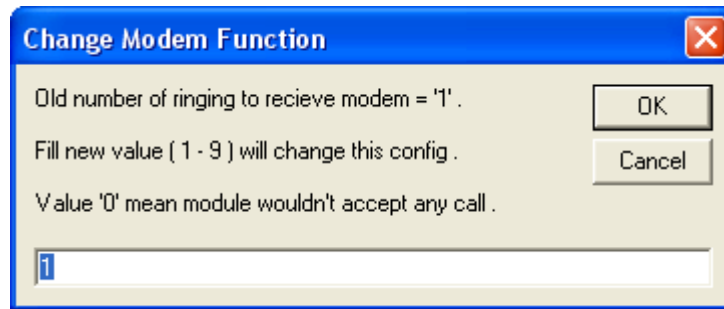 Change Modem Function
Old number of ringing to recieve modem = '1' .
OK
Fill new value ( 1 - 9 ) will change this config .
Cancel
Value '0' mean module wouldn't accept any call .
1